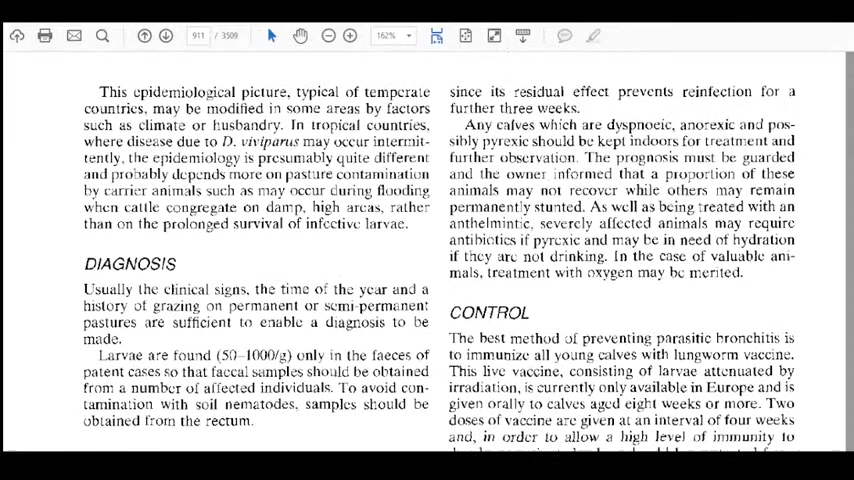 911 / 3509
162%
This epidemiological picture, typical of temperate
countries, may be modified in some areas by factors
such as climate or husbandry. In tropical countries,
where disease due to D. viviparus may occur intermit-
tently, the epidemiology is presumably quite different
and probably depends more on pasture contamination
by carrier animals such as may occur during flooding
when cattle congregate on damp, high areas, rather
than on the prolonged survival of infective larvae.
DIAGNOSIS
Usually the clinical signs, the time of the year and a
history of grazing on permanent or semi-permanent
pastures are sufficient to enable a diagnosis to be
made.
Larvae are found (50–1000/g) only in the faeces of
patent cases so that faecal samples should be obtained
from a number of affected individuals. To avoid con-
tamination with soil nematodes, samples should be
obtained from the rectum.
since its residual effect prevents reinfection for a
further three weeks.
Any calves which are dyspnoeic, anorexic and pos-
sibly pyrexic should be kept indoors for treatment and
further observation. The prognosis must be guarded
and the owner informed that a proportion of these
animals may not recover while others may remain
permanently stunted. As well as being treated with an
anthelmintic, severely affected animals may require
antibiotics if pyrexic and may be in need of hydration
if they are not drinking. In the case of valuable ani-
mals, treatment with oxygen may be merited.
CONTROL
The best method of preventing parasitic bronchitis is
to immunize all young calves with lungworm vaccine.
This live vaccine, consisting of larvae attenuated by
irradiation, is currently only available in Europe and is
given orally to calves aged eight weeks or more. Two
doses of vaccine are given at an interval of four weeks
and, in order to allow a high level of immunity to